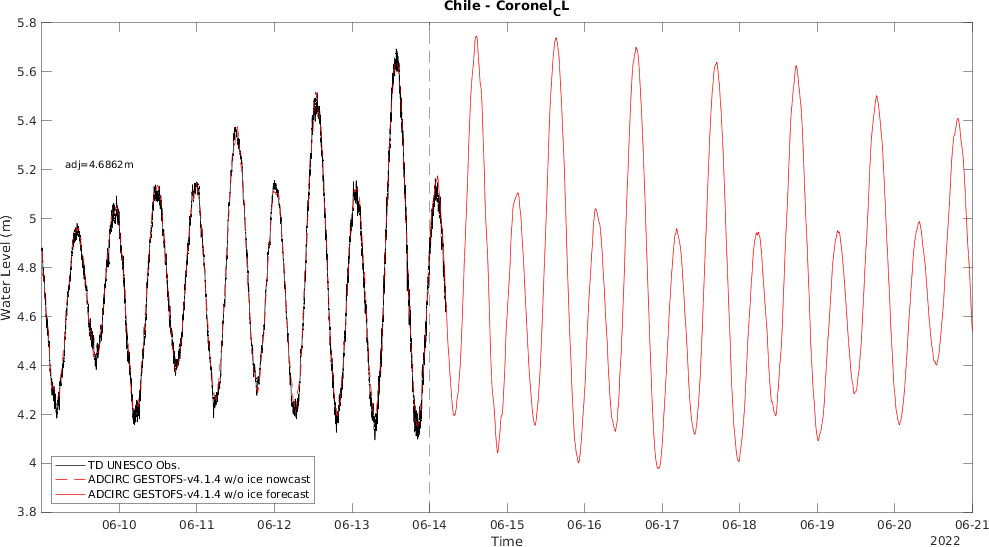 Chile - Coronel_CL
5.8
5.6
5.4
5.2
5
4.8
4.6
4.4
4.2
4
3.8
Water Level (m)
adj=4.6862m
TD UNESCO Obs.
ADCIRC GESTOFS-v4.1.4 w/o ice nowcast
ADCIRC GESTOFS-v4.1.4 w/o ice forecast
06-10 06-11 06-12 06-13 06-14 06-15 06-16 06-17 06-18 06-19 06-20 06-21
Time
2022